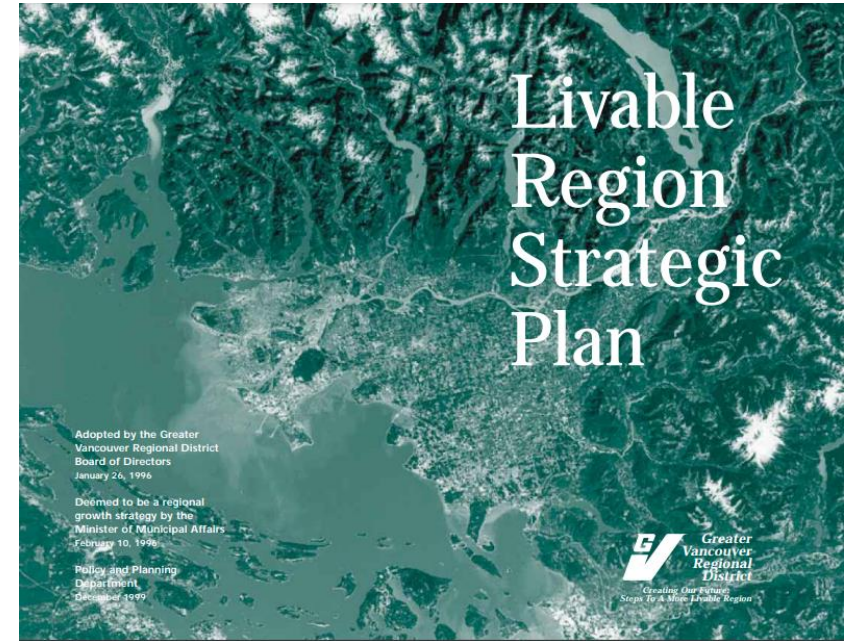 Livable
Region
Strategic
Plan
Adopted by the Greater
Vancouver Regional District
Board of Directors
January 26, 1996
Deemed to be a regional
growth strategy by the
Minister of Municipal Affairs
February 10, 1996
Policy and Planning
Department
December 1999
GV
Greater
Vancouver
Regional
District
Creating Our Future:
Steps To A More Livable Region